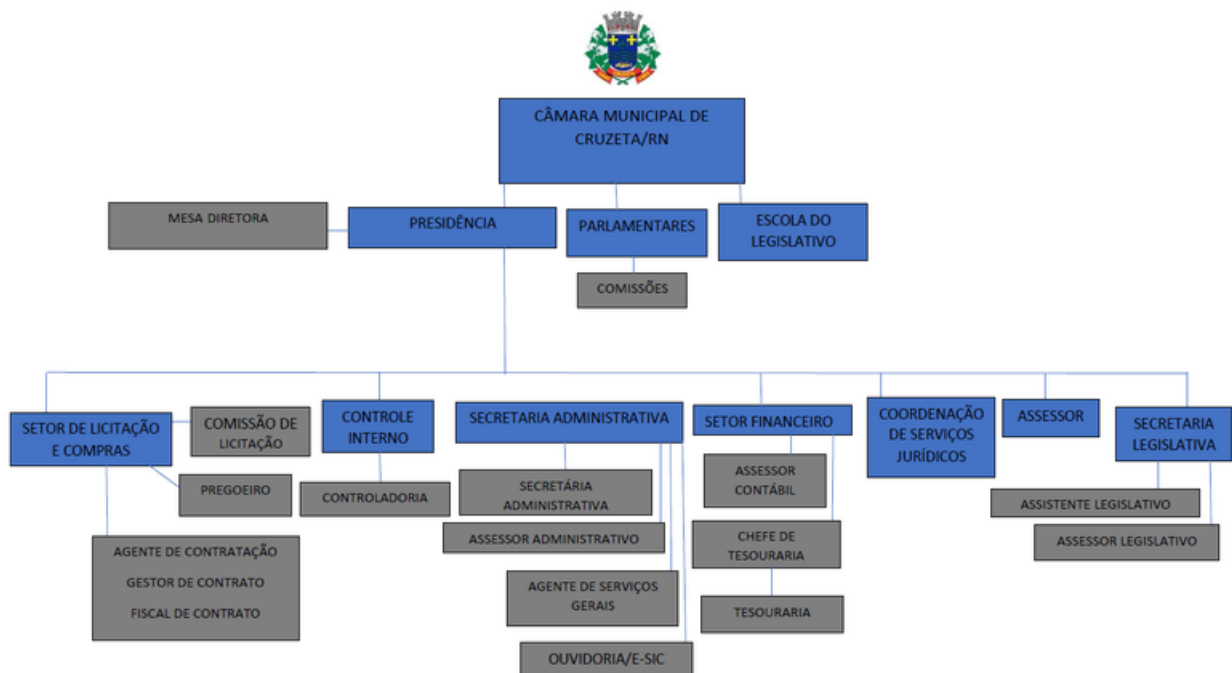 CÂMARA MUNICIPAL DE
CRUZETA/RN
MESA DIRETORA
PRESIDÊNCIA
PARLAMENTARES
ESCOLA DO
LEGISLATIVO
COMISSÕES
SETOR DE LICITAÇÃO
E COMPRAS
COMISSÃO DE
LICITAÇÃO
PREGOEIRO
AGENTE DE CONTRATAÇÃO
GESTOR DE CONTRATO
FISCAL DE CONTRATO
CONTROLE
INTERNO
CONTROLADORIA
SECRETARIA ADMINISTRATIVA
SECRETÁRIA
ADMINISTRATIVA
ASSESSOR ADMINISTRATIVO
AGENTE DE SERVIÇOS
GERAIS
OUVIDORIA/E-SIC
SETOR FINANCEIRO
ASSESSOR
CONTÁBIL
CHEFE DE
TESOURARIA
TESOURARIA
COORDENAÇÃO
DE SERVIÇOS
JURÍDICOS
ASSESSOR
SECRETARIA
LEGISLATIVA
ASSISTENTE LEGISLATIVO
ASSESSOR LEGISLATIVO